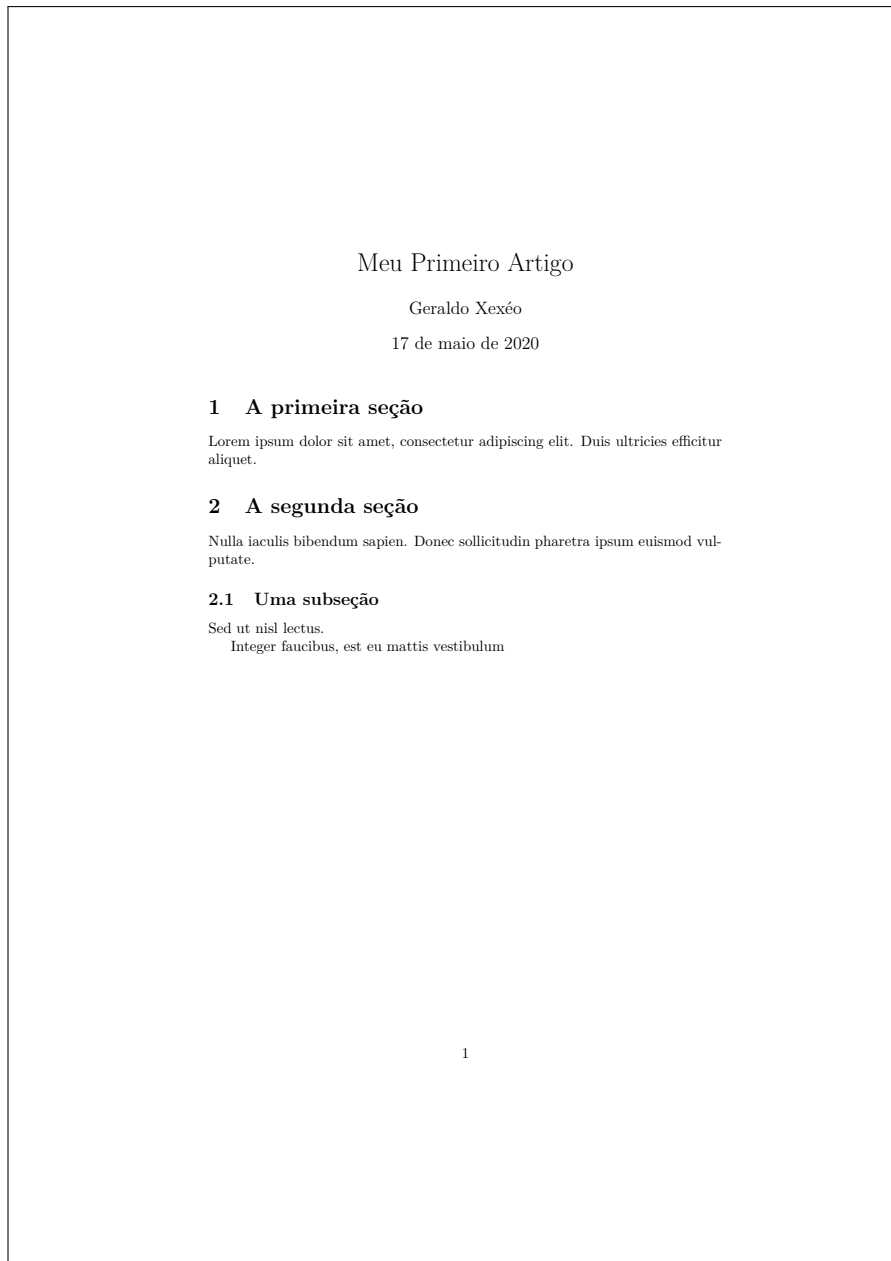 Meu Primeiro Artigo
Geraldo Xexéo
17 de maio de 2020
1 A primeira seção
Lorem ipsum dolor sit amet, consectetur adipiscing elit. Duis ultricies efficitur
aliquet.
2 A segunda seção
Nulla iaculis bibendum sapien. Donec sollicitudin pharetra ipsum euismod vul-
putate.
2.1 Uma subseção
Sed ut nisl lectus.
Integer faucibus, est eu mattis vestibulum
1